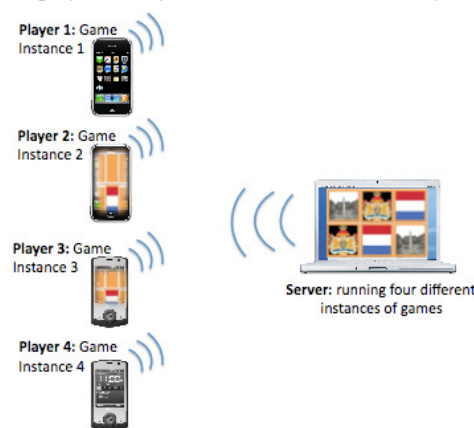 Player 1: Game
Instance 1
Player 2: Game
Instance 2
Player 3: Game
Instance 3
Player 4: Game
Instance 4
Server: running four different
instances of games